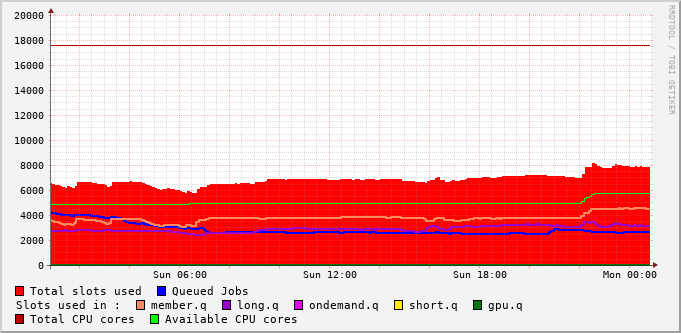 20000
18000
16000
14000
12000
10000
8000
6000
4000
2000
0
Sun 06:00 Sun 12:00 Sun 18:00 Mon 00:00
Total slots used Queued Jobs
Slots used in : member.q long.q ondemand.q short.q gpu.q
Total CPU cores Available CPU cores
RRDTOOL / TOBI OETIKER